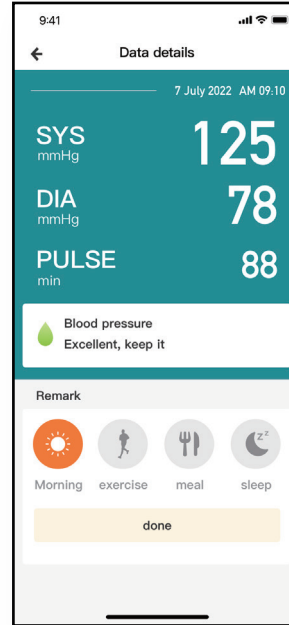 9:41
Data details
7 July 2022 AM 09:10
SYS 125
mmHg
DIA 78
mmHg
PULSE 88
min
Blood pressure
Excellent, keep it
Remark
zz
Morning exercise meal sleep
done